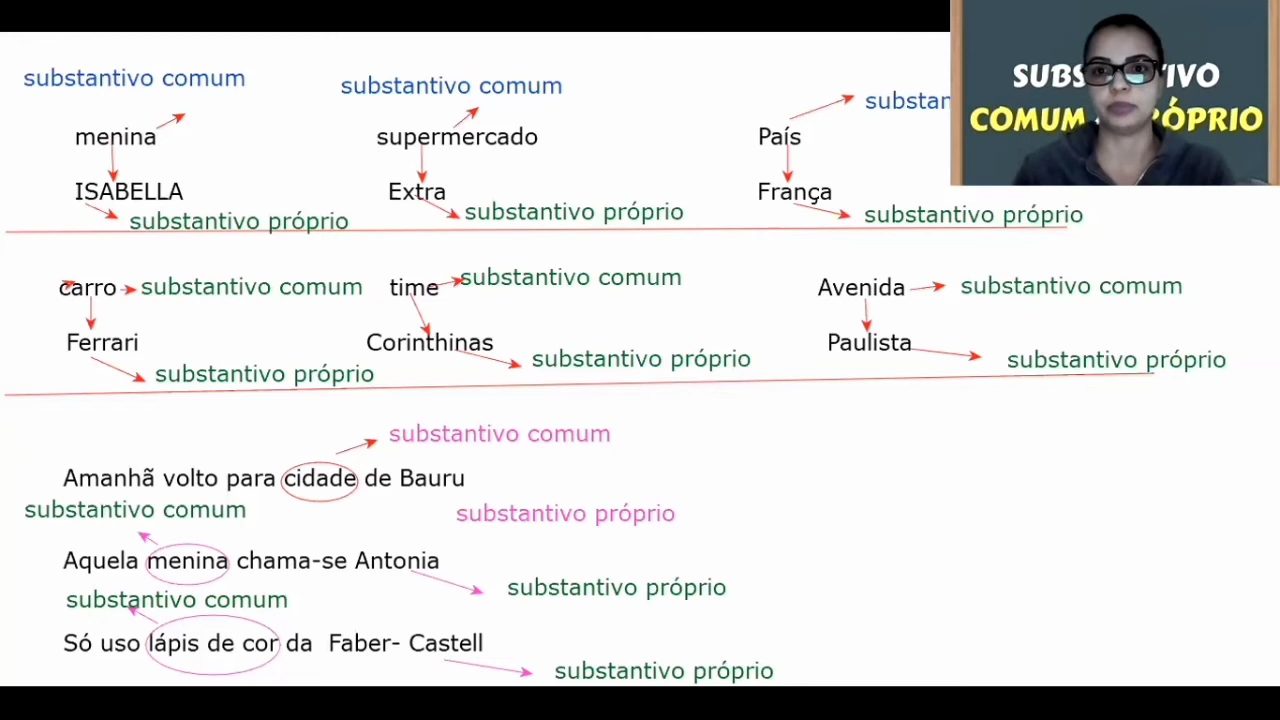 substantivo comum substantivo comum
menina supermercado País
ISABELLA Extra França
substantivo próprio substantivo próprio substantivo próprio
carro substantivo comum time substantivo comum Avenida substantivo comum
Ferrari Corinthinas Paulista
substantivo próprio substantivo próprio substantivo próprio
substantivo comum
Amanhã volto para cidade de Bauru
substantivo comum substantivo próprio
Aquela menina chama-se Antonia
substantivo próprio
substantivo comum
Só uso lápis de cor da Faber- Castell
substantivo próprio
COMUM